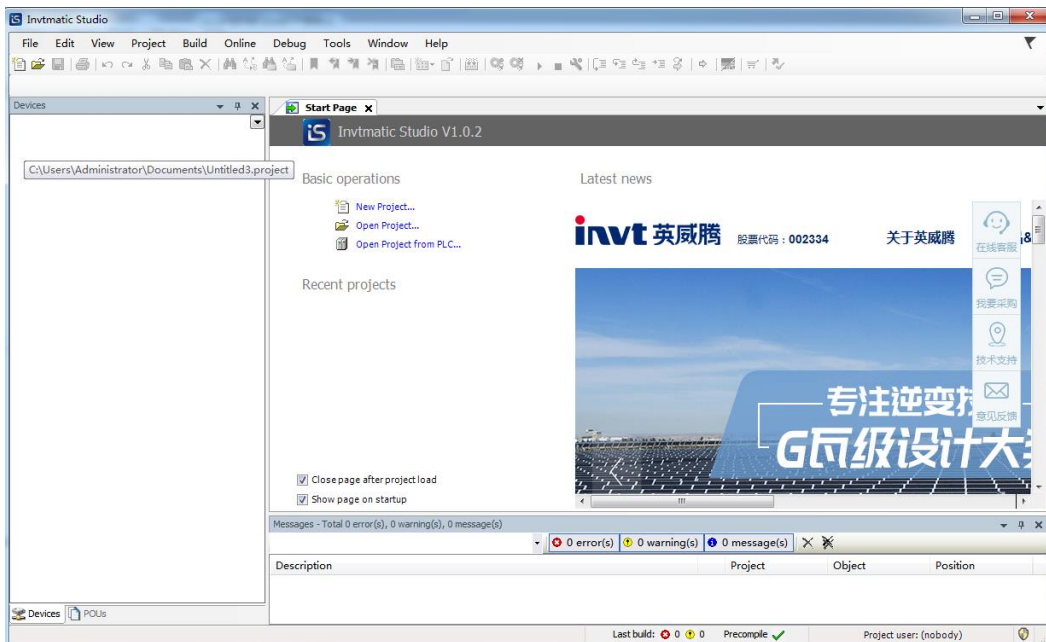 iS Invtmatic Studio
File Edit View Project Build Online Debug Tools Window Help
Devices
Start Page
iS Invtmatic Studio V1.0.2
C:\Users\Administrator\Documents\Untitled3.project
Basic operations
New Project...
Open Project...
Open Project from PLC...
Recent projects
Close page after project load
Show page on startup
Latest news
invt 英威腾 股票代码：002334 关于英威腾
在线客服
我要采购
技术支持
意见反馈
专注逆变
G瓦级设计大
Messages - Total 0 error(s), 0 warning(s), 0 message(s)
0 error(s) 0 warning(s) 0 message(s)
Description Project Object Position
Devices POUs
Last build: 0 0 Precompile Project user: (nobody)